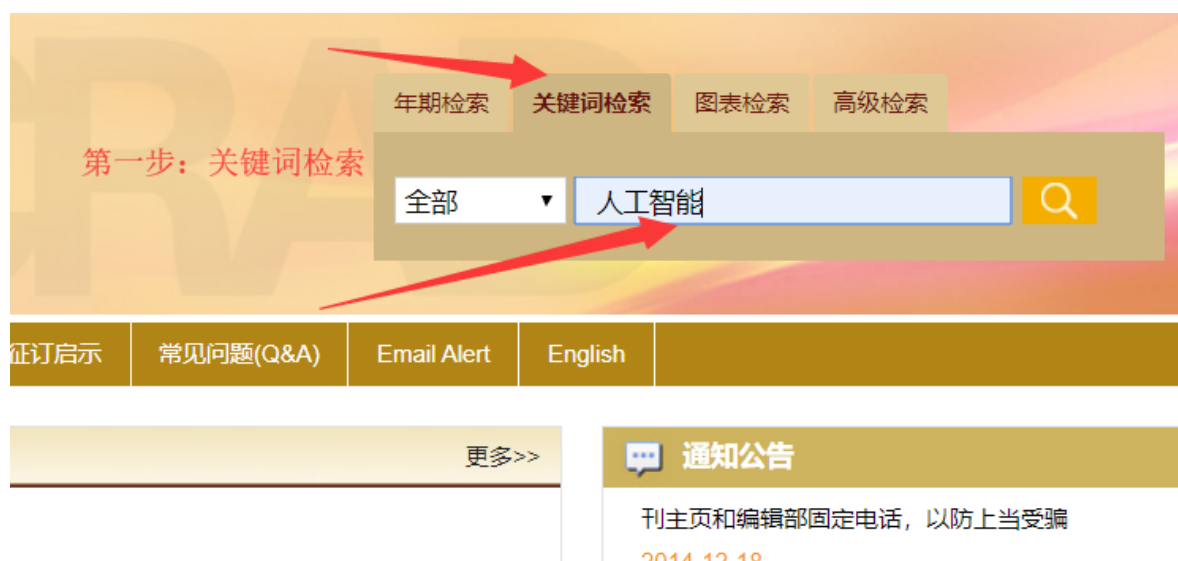 年期检索 关键词检索 图表检索 高级检索
第一步：关键词检索
全部 人工智能
征订启示 常见问题(Q&A) Email Alert English
更多>>
通知公告
刊主页和编辑部固定电话，以防上当受骗
2014-12-18